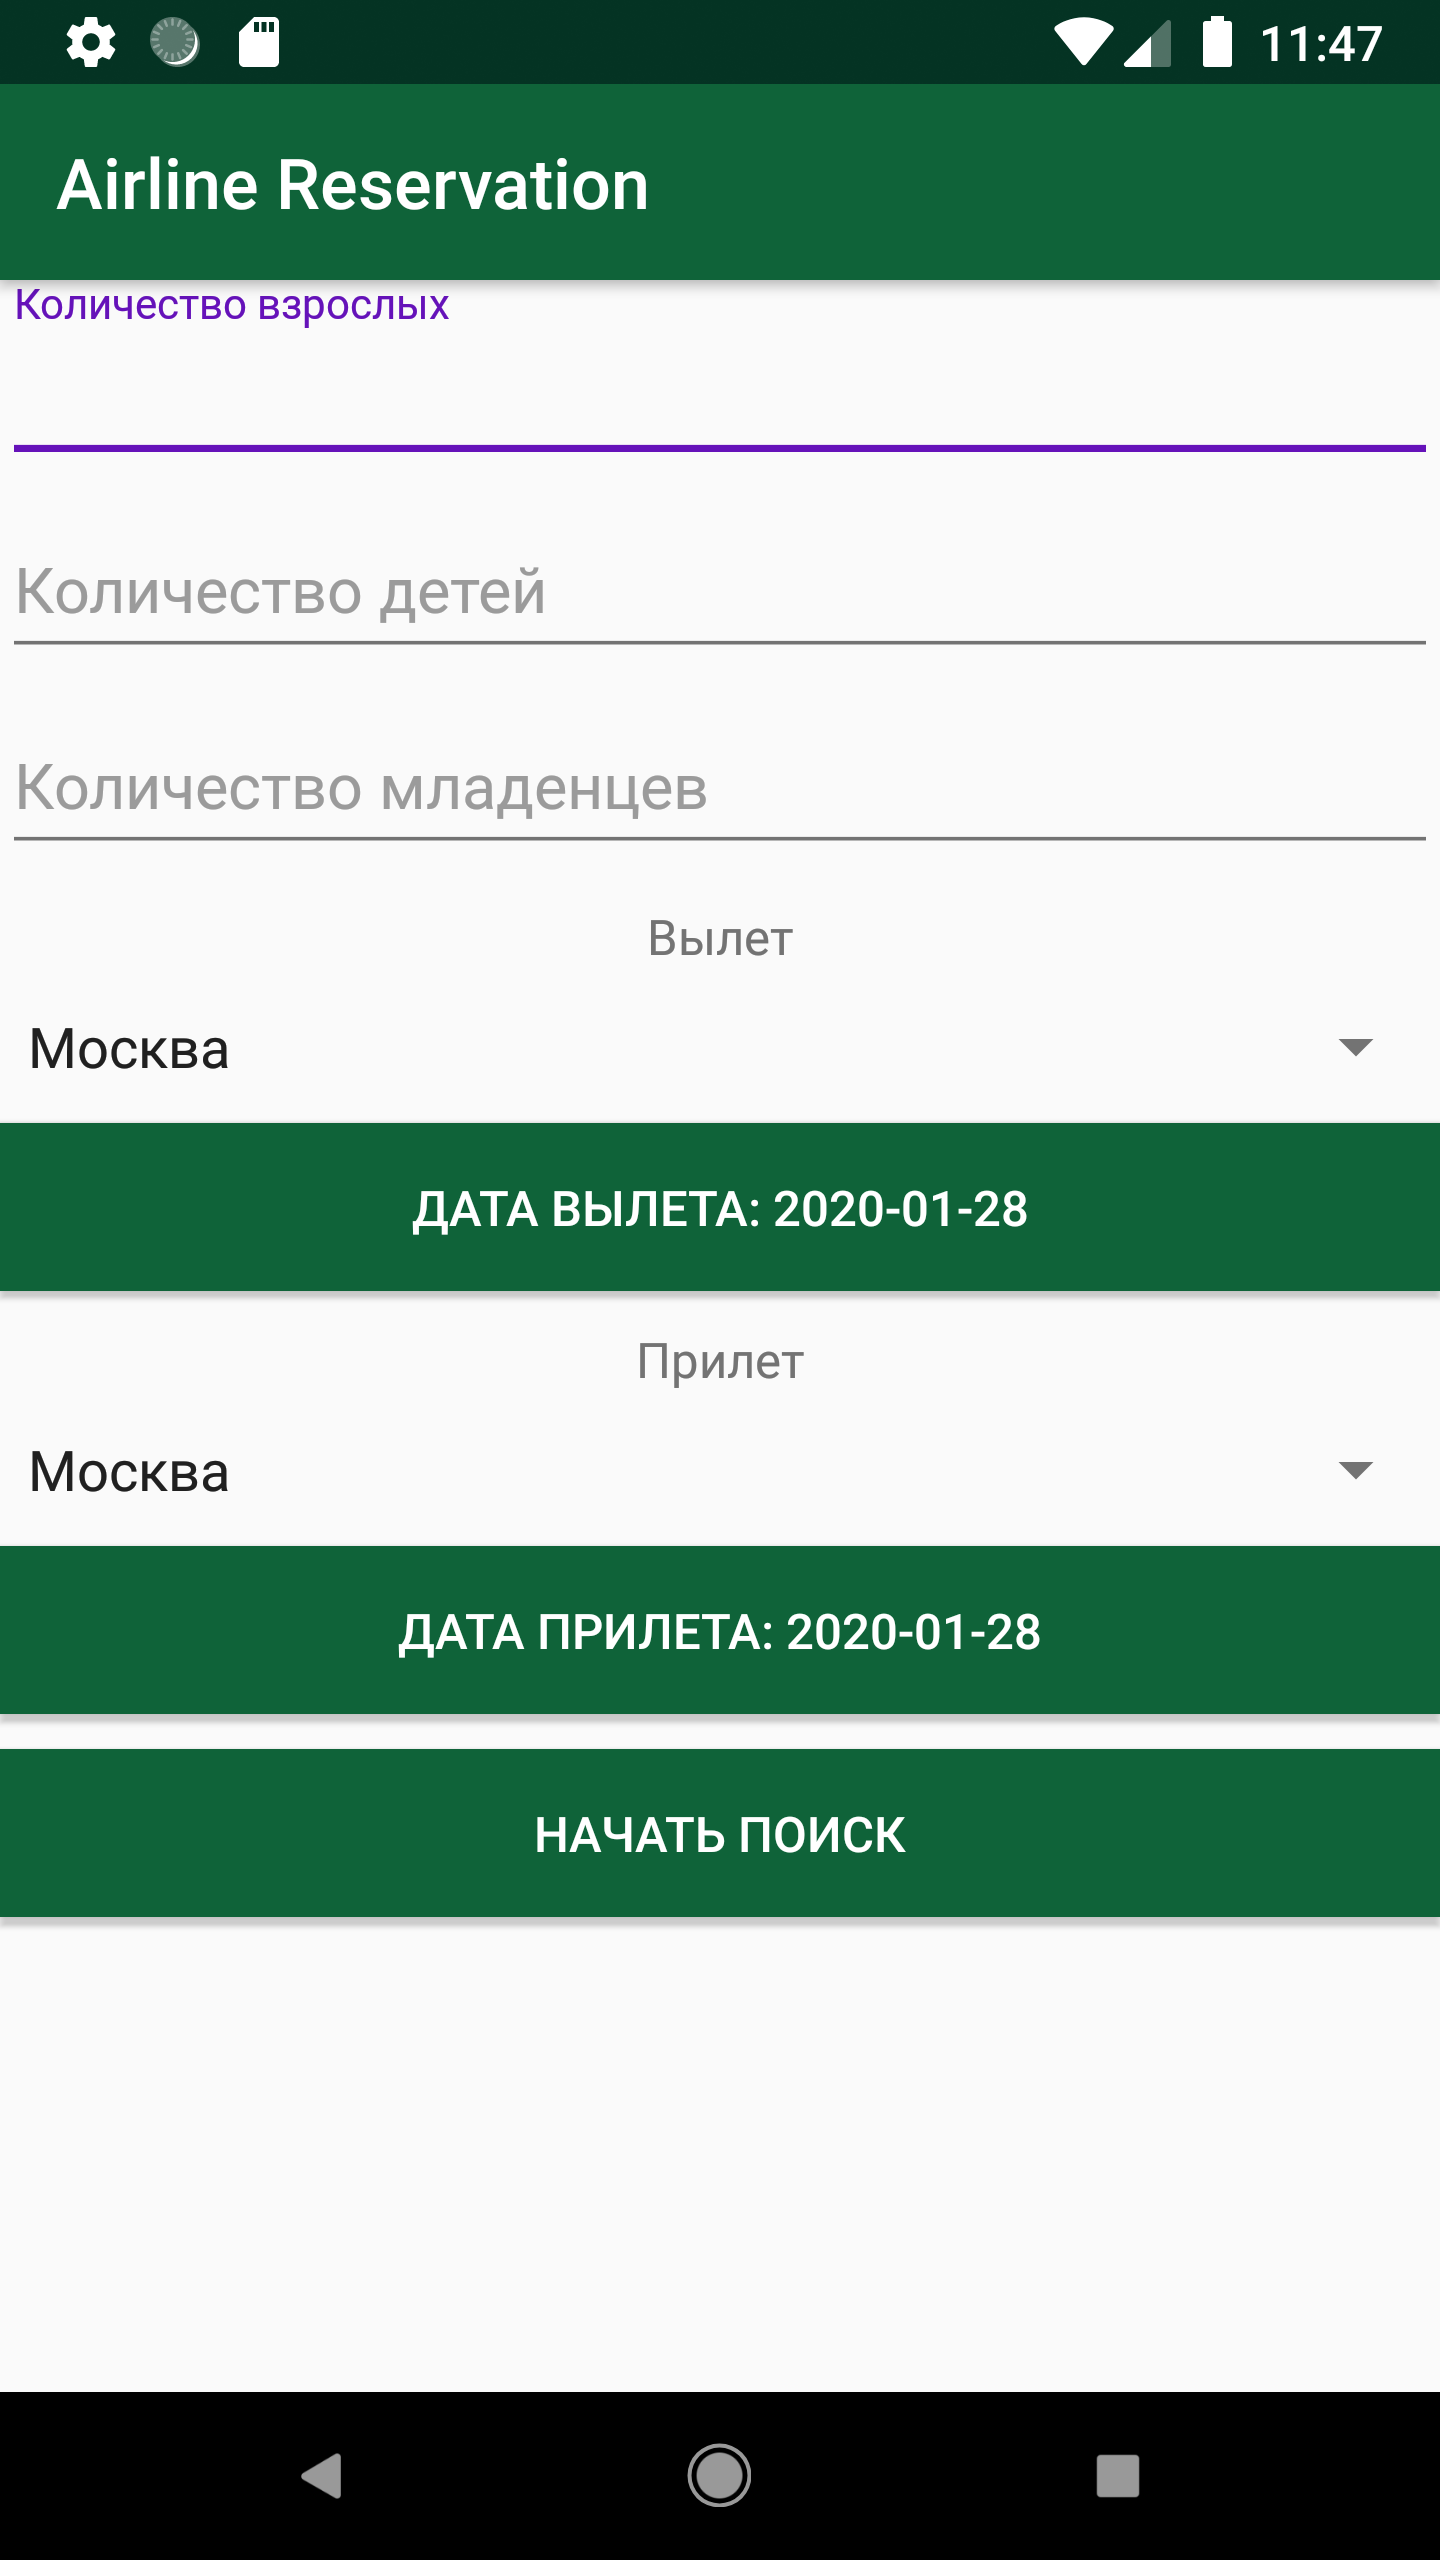 11:47
Airline Reservation
Количество взрослых
Количество детей
Количество младенцев
Вылет
Москва
ДАТА ВЫЛЕТА: 2020-01-28
Прилет
Москва
ДАТА ПРИЛЕТА: 2020-01-28
НАЧАТЬ ПОИСК